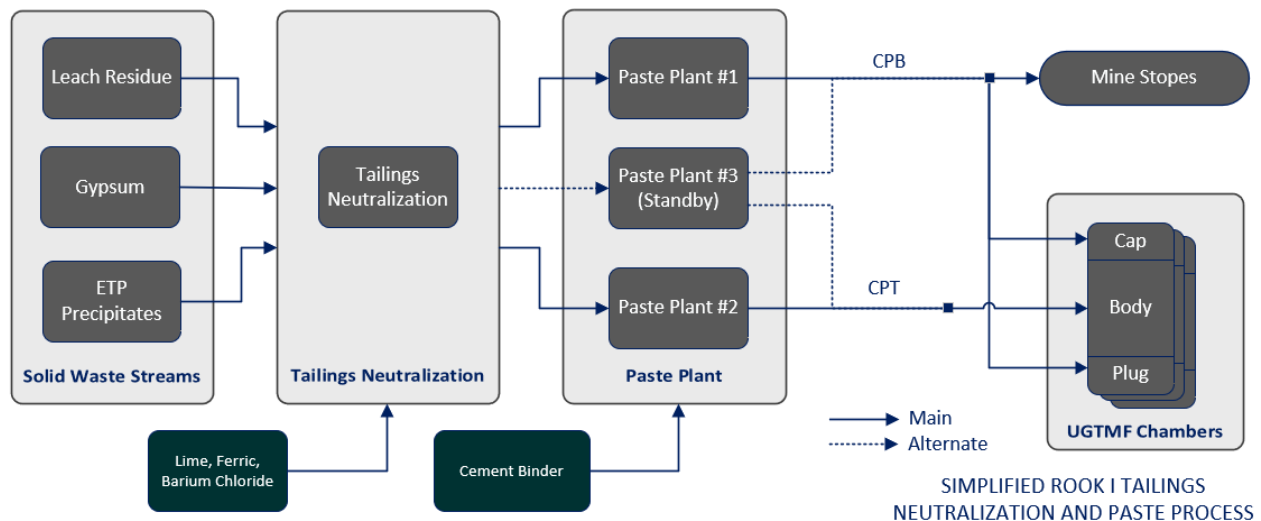 Leach Residue
Gypsum
ETP
Precipitates
Solid Waste Streams
Tailings
Neutralization
Tailings Neutralization
Lime, Ferric,
Barium Chloride
Paste Plant #1
Paste Plant #3
(Standby)
Paste Plant #2
Paste Plant
Cement Binder
CPB
CPT
Mine Stopes
Cap
Body
Plug
UGTMF Chambers
Main
Alternate
SIMPLIFIED ROOK I TAILINGS
NEUTRALIZATION AND PASTE PROCESS